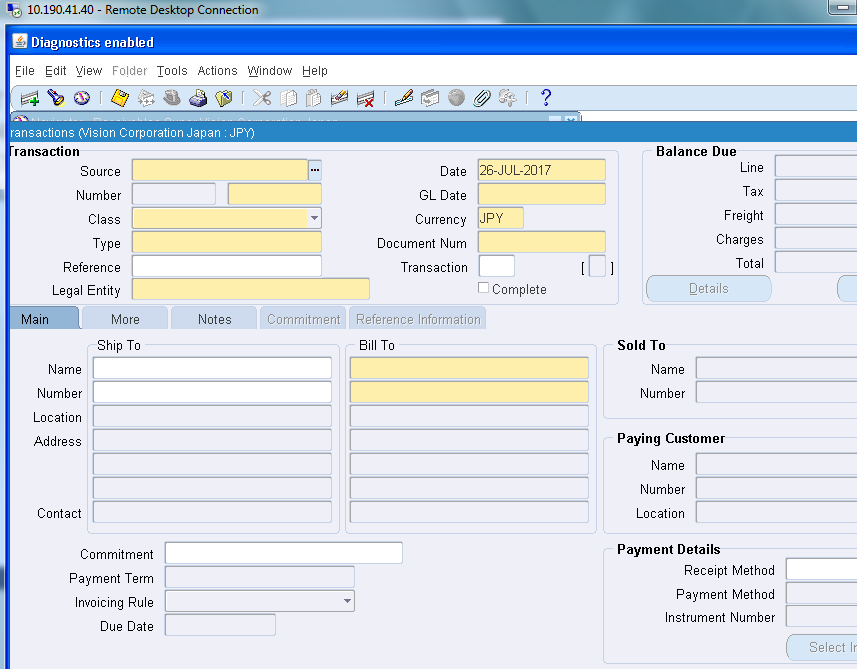 10.190.41.40 - Remote Desktop Connection
Diagnostics enabled
File Edit View Folder Tools Actions Window Help
ransactions (Vision Corporation Japan : JPY)
Transaction
Source
Number
Class
Type
Reference
Legal Entity
Date 26-JUL-2017
GL Date
Currency JPY
Document Num
Transaction [ ]
Complete
Balance Due
Line
Tax
Freight
Charges
Total
Details
Main More Notes Commitment Reference Information
Ship To
Bill To
Name
Number
Location
Address
Contact
Sold To
Name
Number
Paying Customer
Name
Number
Location
Commitment
Payment Term
Invoicing Rule
Due Date
Payment Details
Receipt Method
Payment Method
Instrument Number
Select